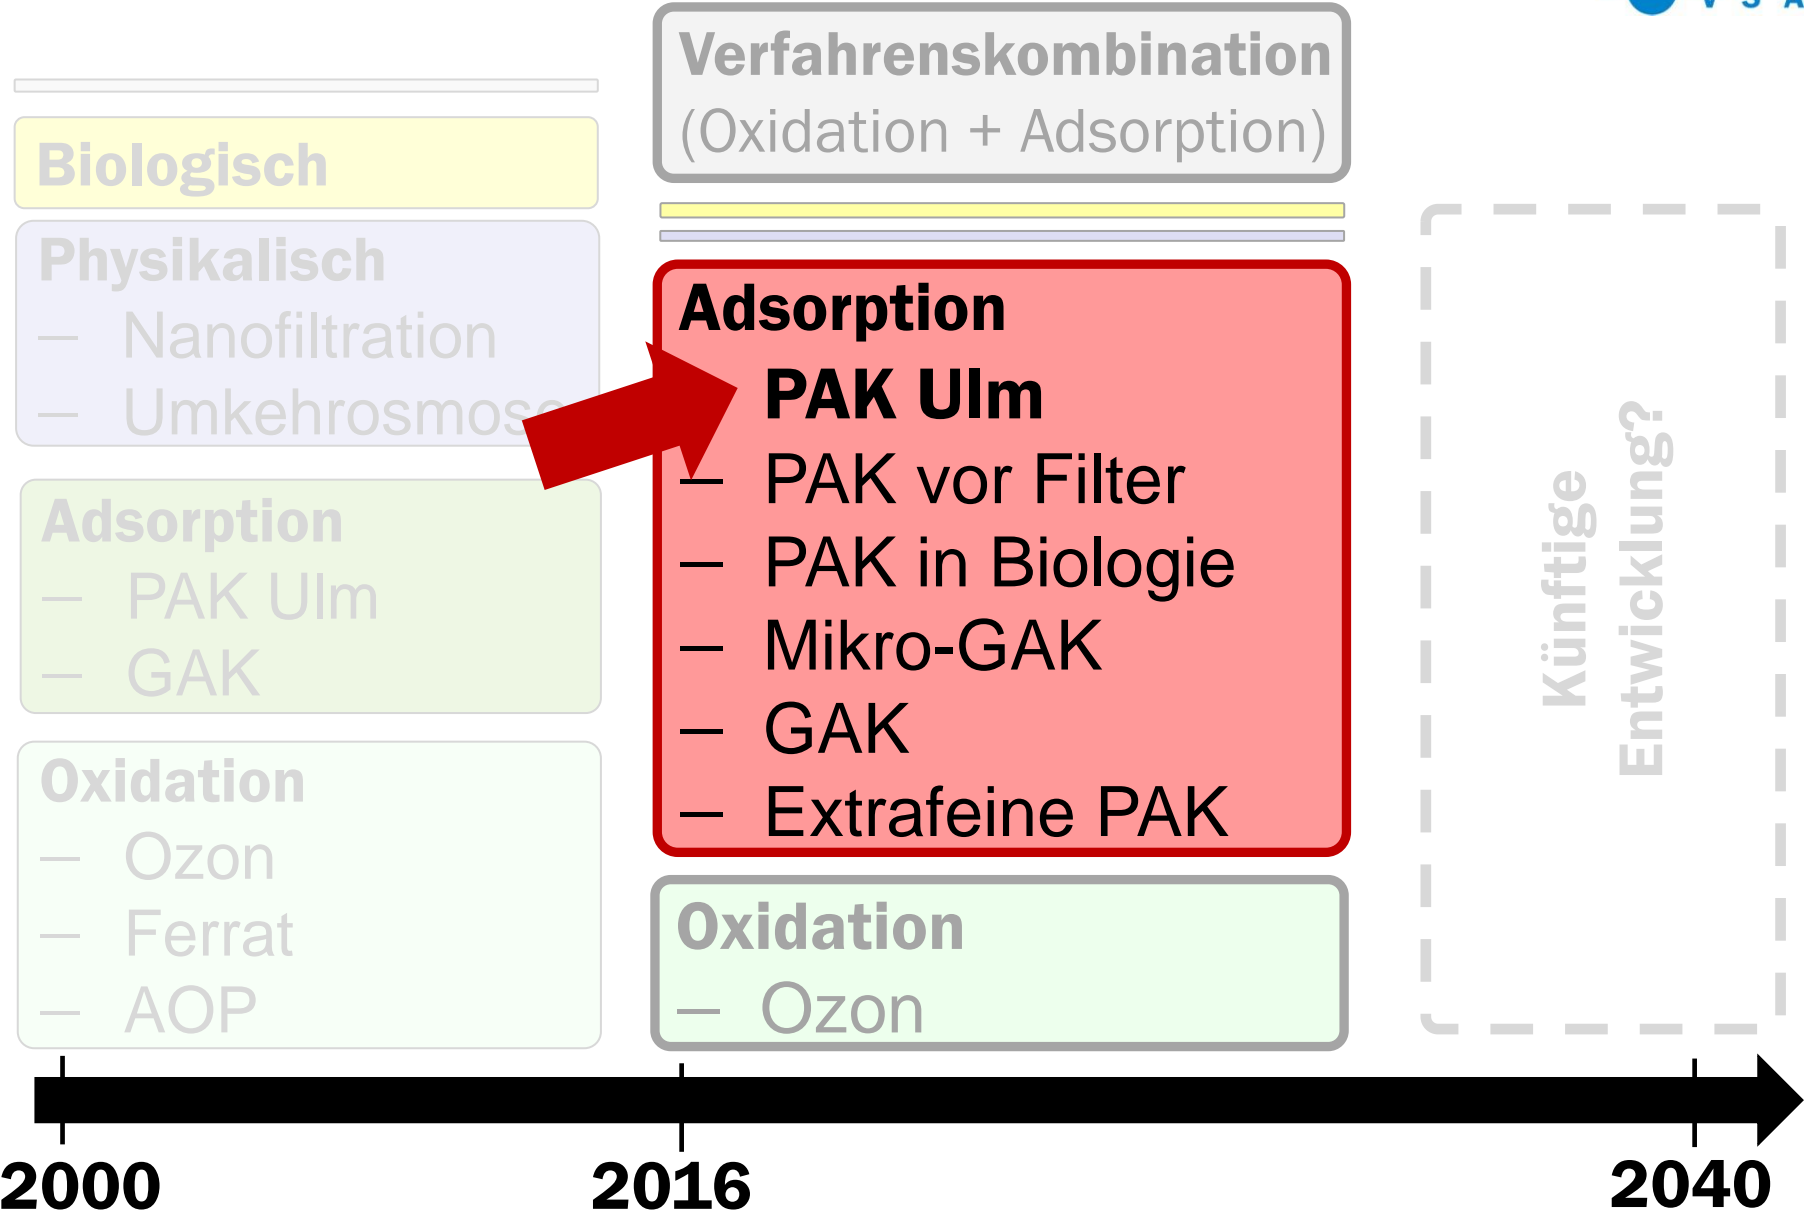 V S A
Biologisch
Physikalisch
– Nanofiltration
– Umkehrosmose
Adsorption
– PAK Ulm
– GAK
Oxidation
– Ozon
– Ferrat
– AOP
Verfahrenskombination
(Oxidation + Adsorption)
Adsorption
PAK Ulm
– PAK vor Filter
– PAK in Biologie
– Mikro-GAK
– GAK
– Extrafeine PAK
Oxidation
– Ozon
Künftige
Entwicklung?
2000
2016
2040